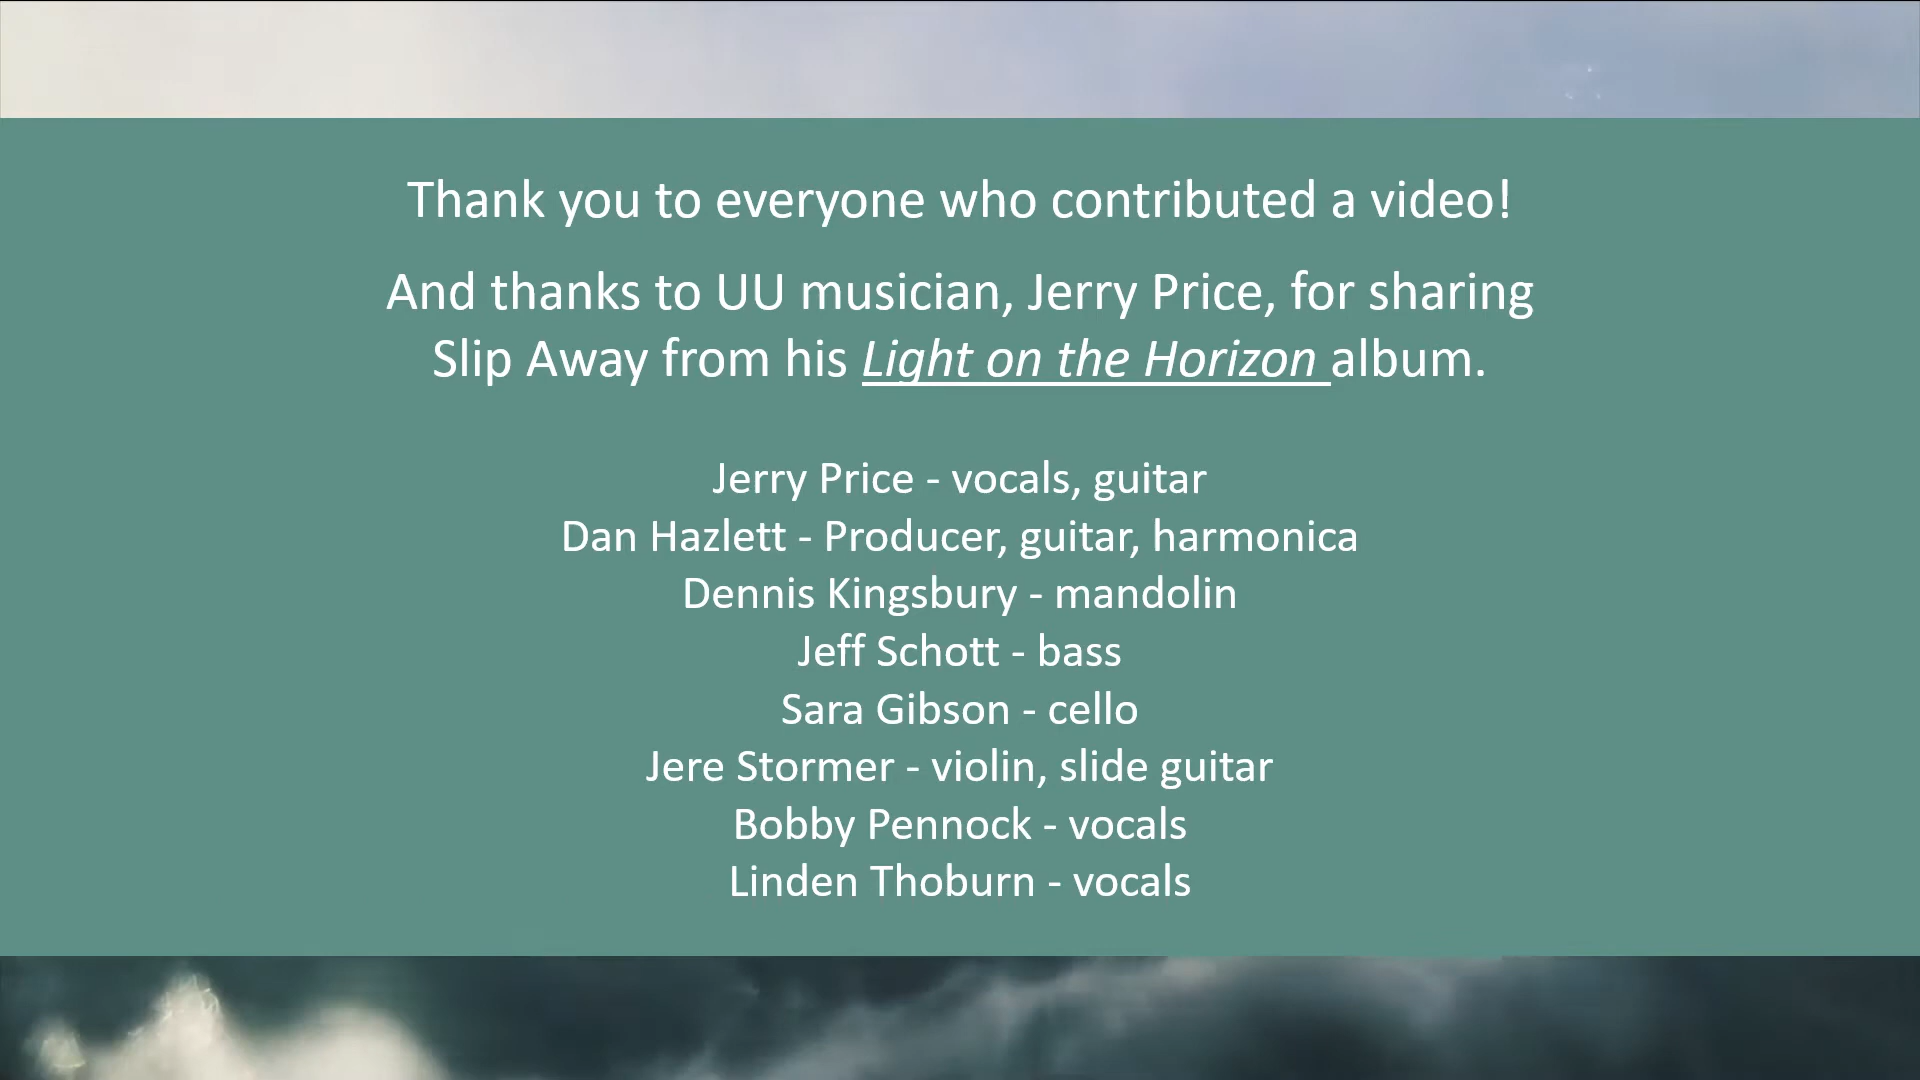 Thank you to everyone who contributed a video!
And thanks to UU musician, Jerry Price, for sharing
Slip Away from his Light on the Horizon album.
Jerry Price - vocals, guitar
Dan Hazlett - Producer, guitar, harmonica
Dennis Kingsbury - mandolin
Jeff Schott - bass
Sara Gibson - cello
Jere Stormer - violin, slide guitar
Bobby Pennock - vocals
Linden Thoburn - vocals